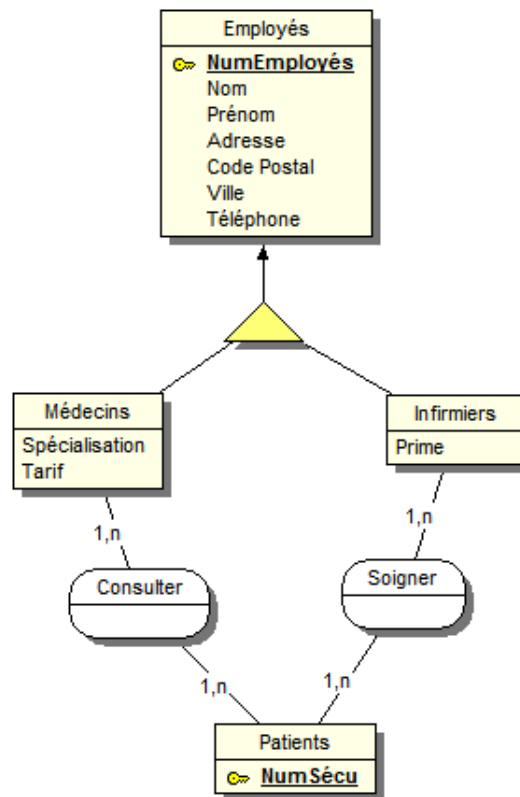 Employés
NumEmployés
Nom
Prénom
Adresse
Code Postal
Ville
Téléphone
Médecins
Spécialisation
Tarif
Infirmiers
Prime
1,n
1,n
Consulter
Soigner
1,n
1,n
Patients
NumSécu